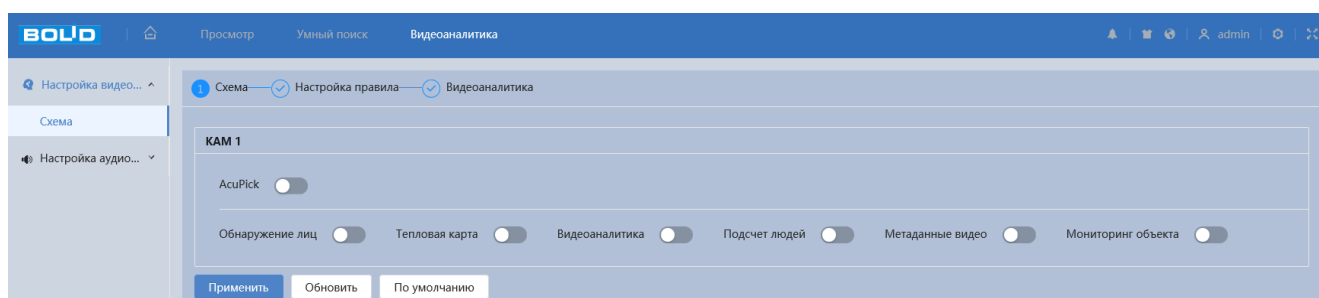 BOLID Просмотр Умный поиск Видеоаналитика admin
Настройка видео... 1 Схема Настройка правила Видеоаналитика
Схема
КАМ 1
Настройка аудио...
AcuPick
Обнаружение лиц Тепловая карта Видеоаналитика Подсчет людей Метаданные видео Мониторинг объекта
Применить Обновить По умолчанию